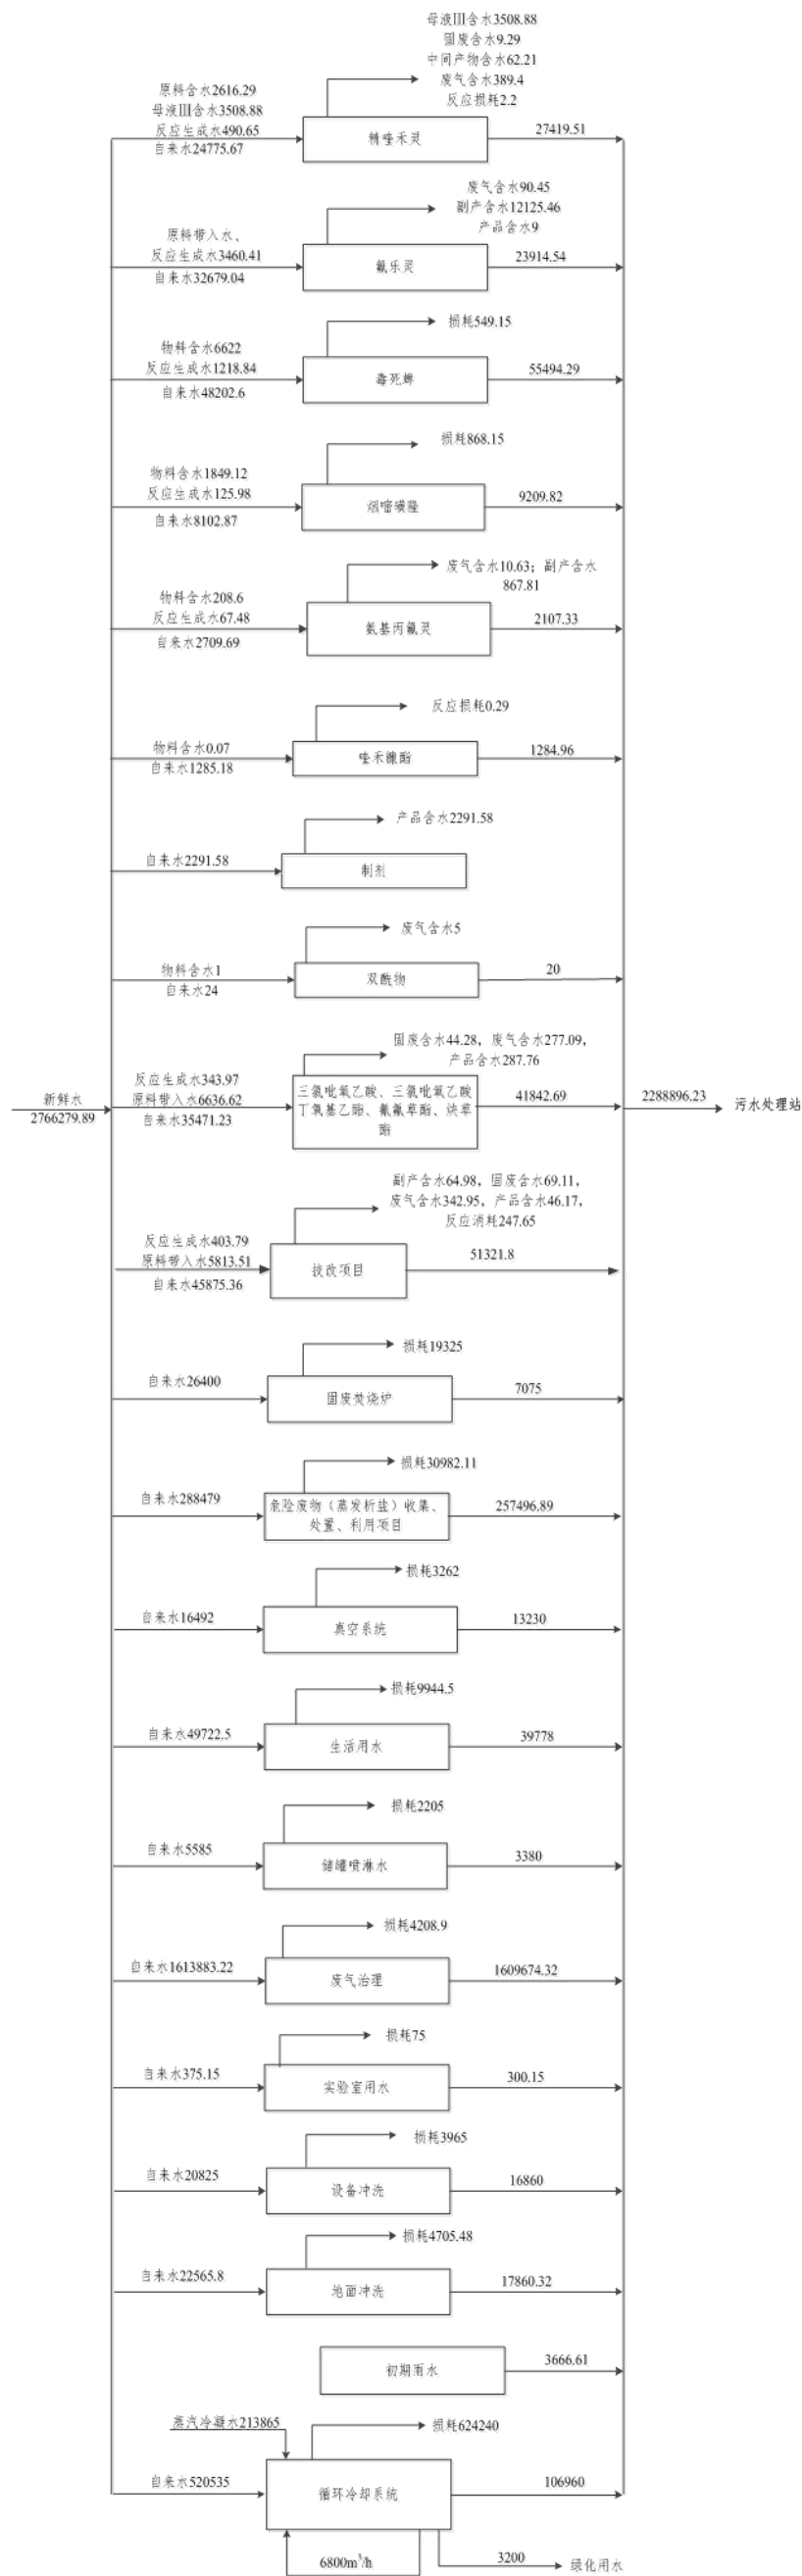 母液III含水3508.88
固废含水9.29
中间产物含水62.21
废气含水389.4
反应损耗2.2
原料含水2616.29
母液III含水3508.88
反应生成水490.65
自来水24775.67
精喹禾灵
27419.51
废气含水90.45
副产含水12125.46
产品含水9
原料带入水、
反应生成水3460.41
自来水32679.04
氟乐灵
23914.54
损耗549.15
物料含水6622
反应生成水1218.84
自来水48202.6
毒死蜱
55494.29
损耗868.15
物料含水1849.12
反应生成水125.98
自来水8102.87
烟嘧磺隆
9209.82
废气含水10.63；副产含水
867.81
物料含水208.6
反应生成水67.48
自来水2709.69
氨基丙氟灵
2107.33
反应损耗0.29
物料含水0.07
自来水1285.18
喹禾糠酯
1284.96
产品含水2291.58
自来水2291.58
制剂
废气含水5
物料含水1
自来水24
双酰物
20
固废含水44.28，废气含水277.09，
产品含水287.76
反应生成水343.97
原料带入水6636.62
自来水35471.23
三氯吡氧乙酸、三氯吡氧乙酸
丁氧基乙酯、氰氟草酯、炔草
酯
41842.69
新鲜水
2766279.89
2288896.23
污水处理站
副产含水64.98，固废含水69.11，
废气含水342.95，产品含水46.17，
反应消耗247.65
反应生成水403.79
原料带入水5813.51
自来水45875.36
技改项目
51321.8
损耗19325
自来水26400
固废焚烧炉
7075
损耗30982.11
自来水288479
危险废物（蒸发析盐）收集、
处置、利用项目
257496.89
损耗3262
自来水16492
真空系统
13230
损耗9944.5
自来水49722.5
生活用水
39778
损耗2205
自来水5585
储罐喷淋水
3380
损耗4208.9
自来水1613883.22
废气治理
1609674.32
损耗75
自来水375.15
实验室用水
300.15
损耗3965
自来水20825
设备冲洗
16860
损耗4705.48
自来水22565.8
地面冲洗
17860.32
初期雨水
3666.61
蒸汽冷凝水213865
损耗624240
自来水520535
循环冷却系统
106960
6800m³/h
3200
绿化用水